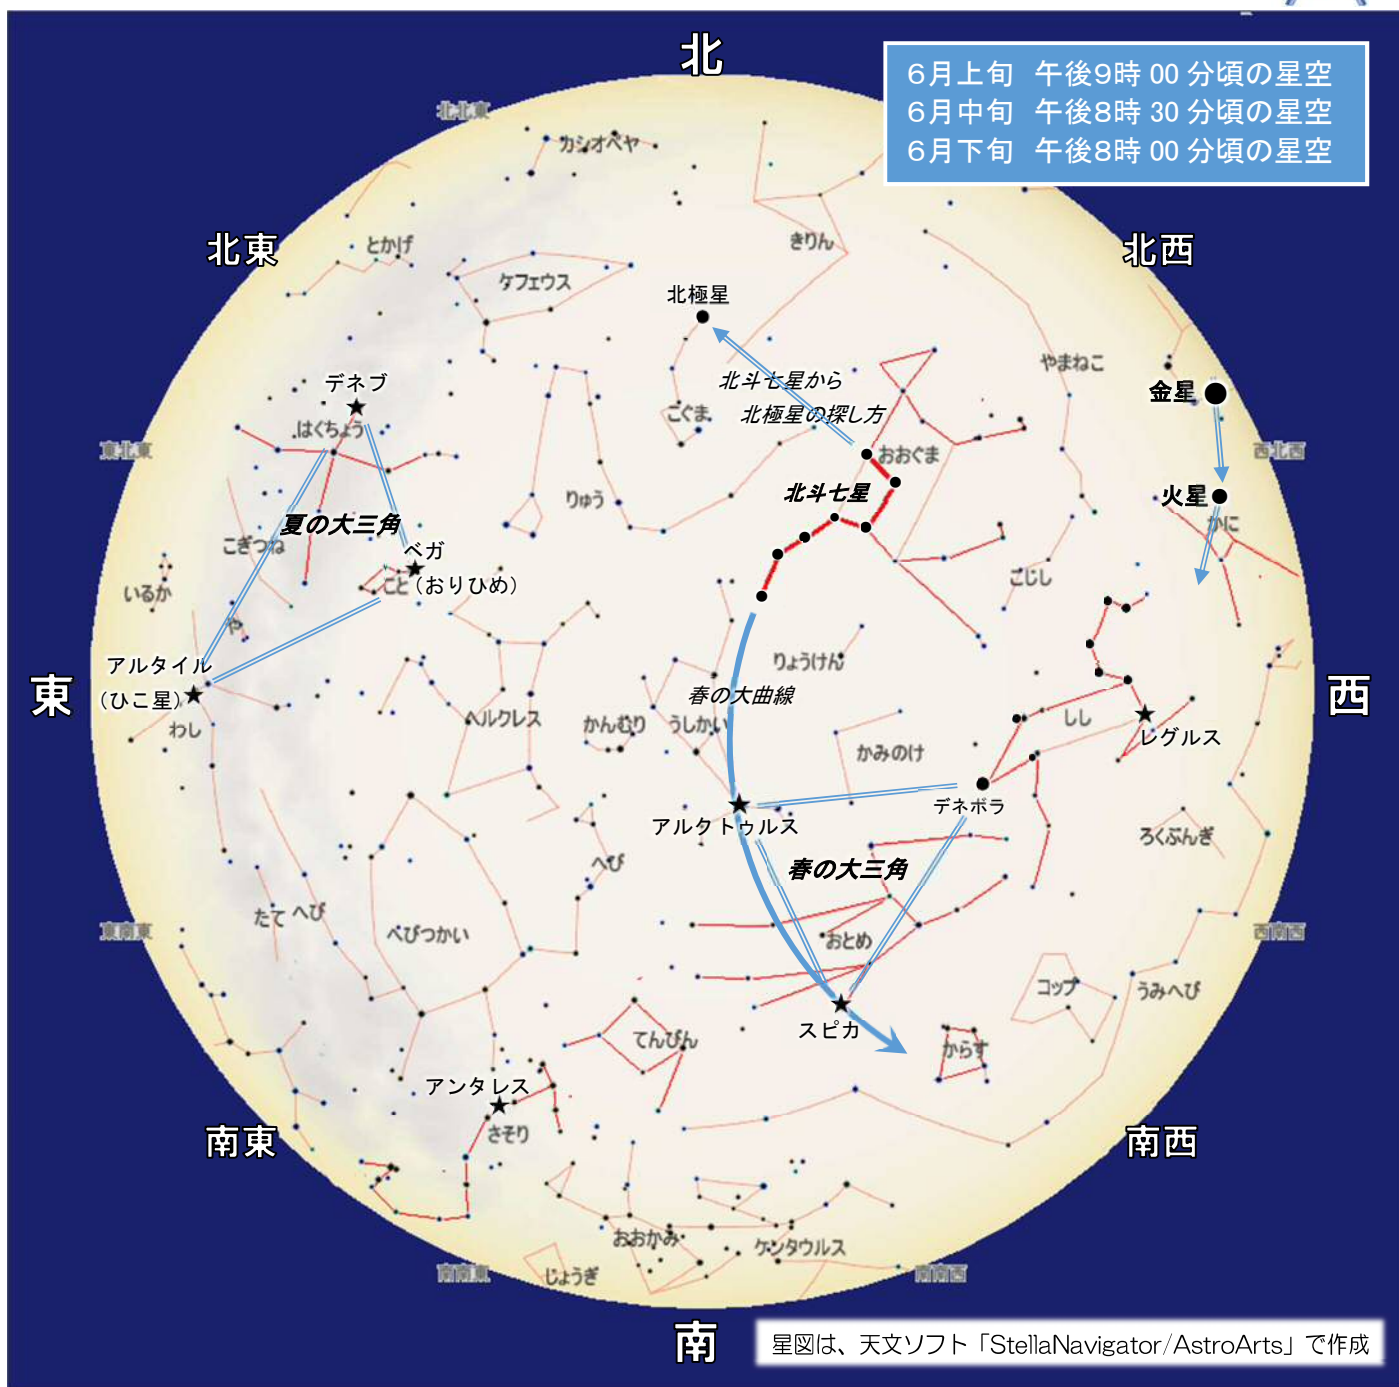 北
6月上旬 午後9時 00 分頃の星空
6月中旬 午後8時 30 分頃の星空
6月下旬 午後8時 00 分頃の星空
北北東
カシオペヤ
北東
とかげ
きりん
北西
ケフェウス
北極星
やまねこ
デネブ
北斗七星から
北極星の探し方
こぐま
金星
はくちょう
東北東
おおぐま
西北西
北斗七星
りゅう
火星
かに
夏の大三角
こぎつね
ベガ
こと(おりひめ)
いるか
こじし
や
アルタイル
(ひこ星)
りょうけん
東
春の大曲線
西
わし
ヘルクレス
かんむり
うしかい
しし
レグルス
かみのけ
デネボラ
アルクトゥルス
ろくぶんぎ
へび
春の大三角
たて
へび
へびつかい
東南東
おとめ
西南西
コップ
うみへび
スピカ
てんびん
からす
アンタレス
さそり
南東
南西
おおかみ
ケンタウルス
南南東
じょうぎ
南南西
南
星図は、天文ソフト「StellaNavigator/AstroArts」で作成